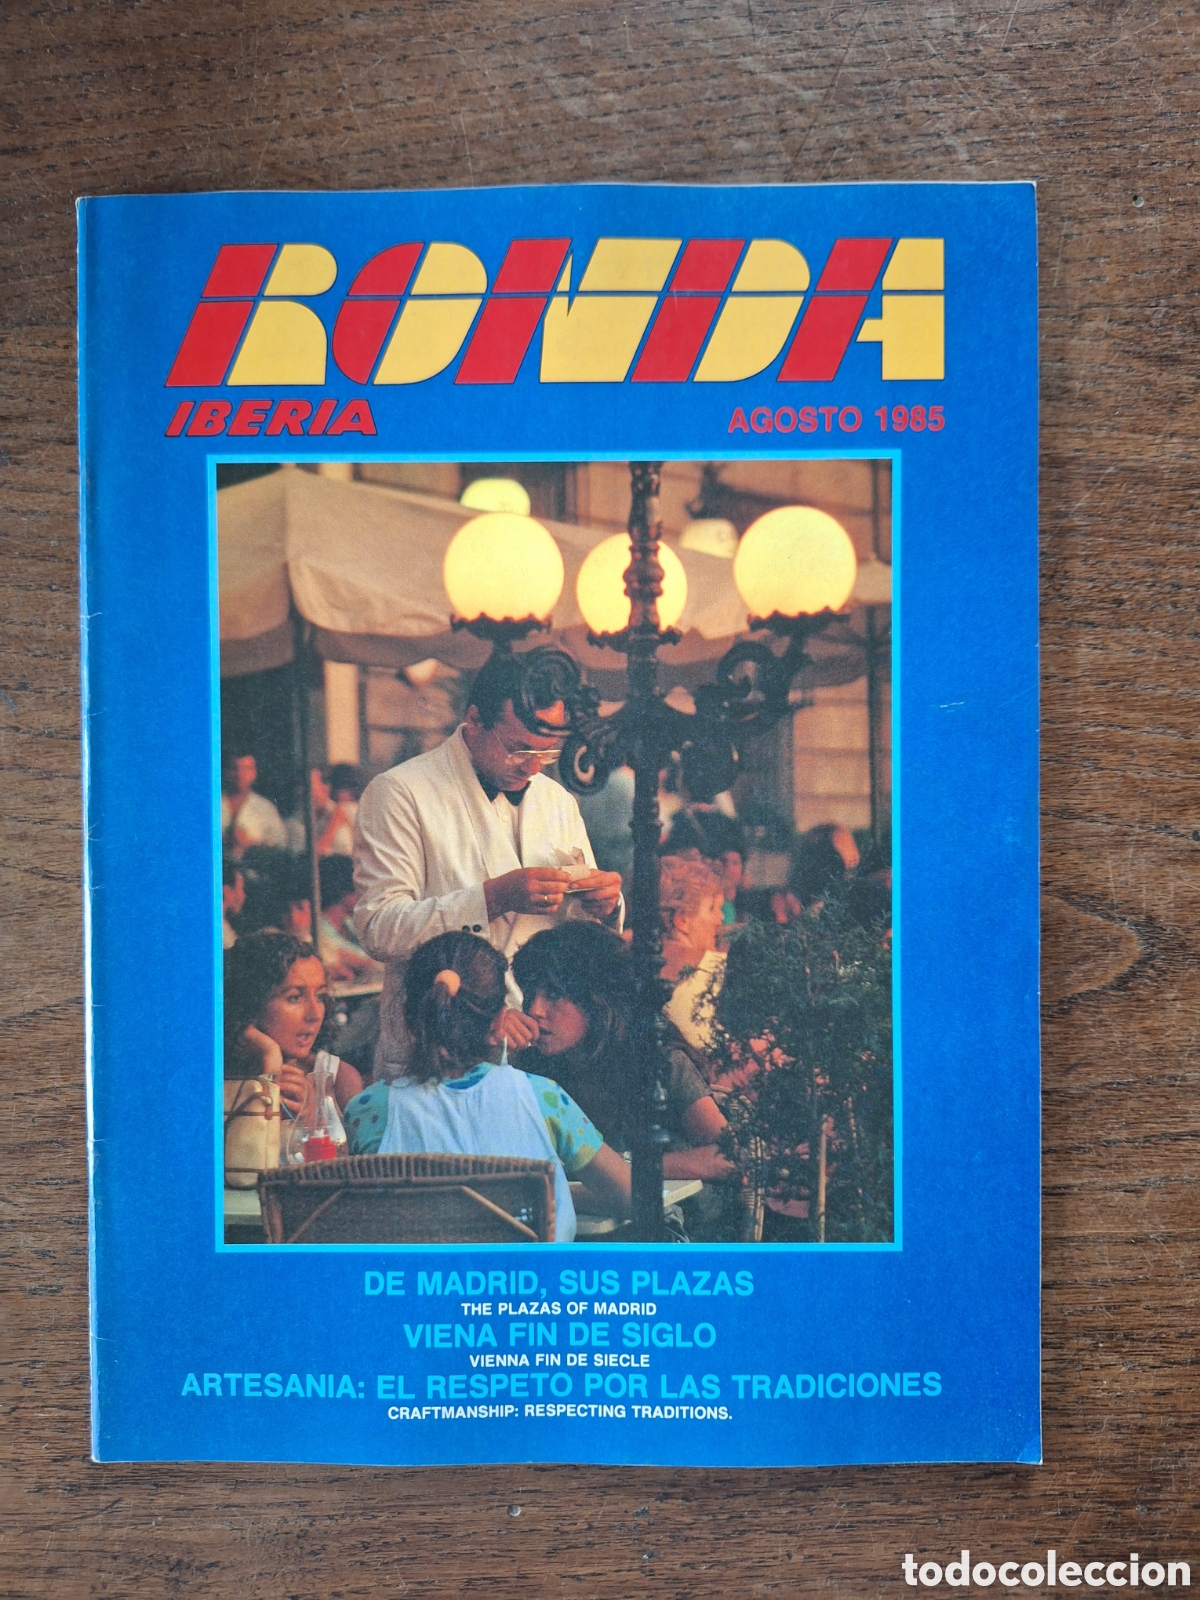 RONDA
IBERIA
AGOSTO 1985
DE MADRID, SUS PLAZAS
THE PLAZAS OF MADRID
VIENA FIN DE SIGLO
VIENNA FIN DE SIECLE
ARTESANIA: EL RESPETO POR LAS TRADICIONES
CRAFTMANSHIP: RESPECTING TRADITIONS.
todocoleccion